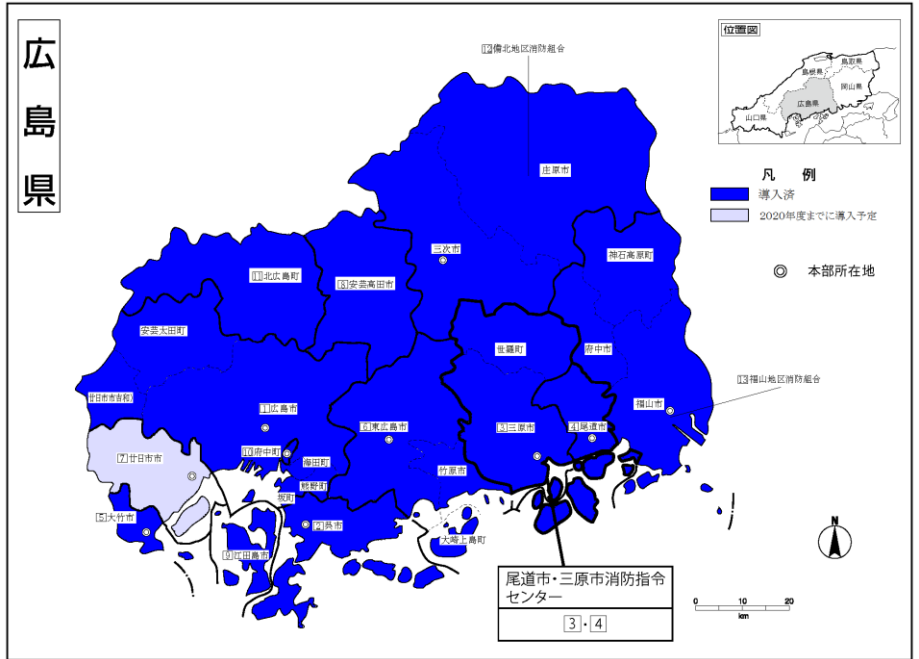 広島県
位置図
島根県
鳥取県
岡山県
広島県
山口県
凡 例
導入済
2020年度までに導入予定
◎ 本部所在地
12備北地区消防組合
庄原市
三次市
神石高原町
11北広島町
8安芸高田市
安芸太田町
世羅町
府中市
13福山地区消防組合
廿日市市(吉和)
1広島市
6東広島市
3三原市
4尾道市
福山市
7廿日市市
10府中町
海田町
竹原市
熊野町
坂町
5大竹市
2呉市
大崎上島町
9江田島市
尾道市・三原市消防指令
センター
3・4
N
0 10 20
km